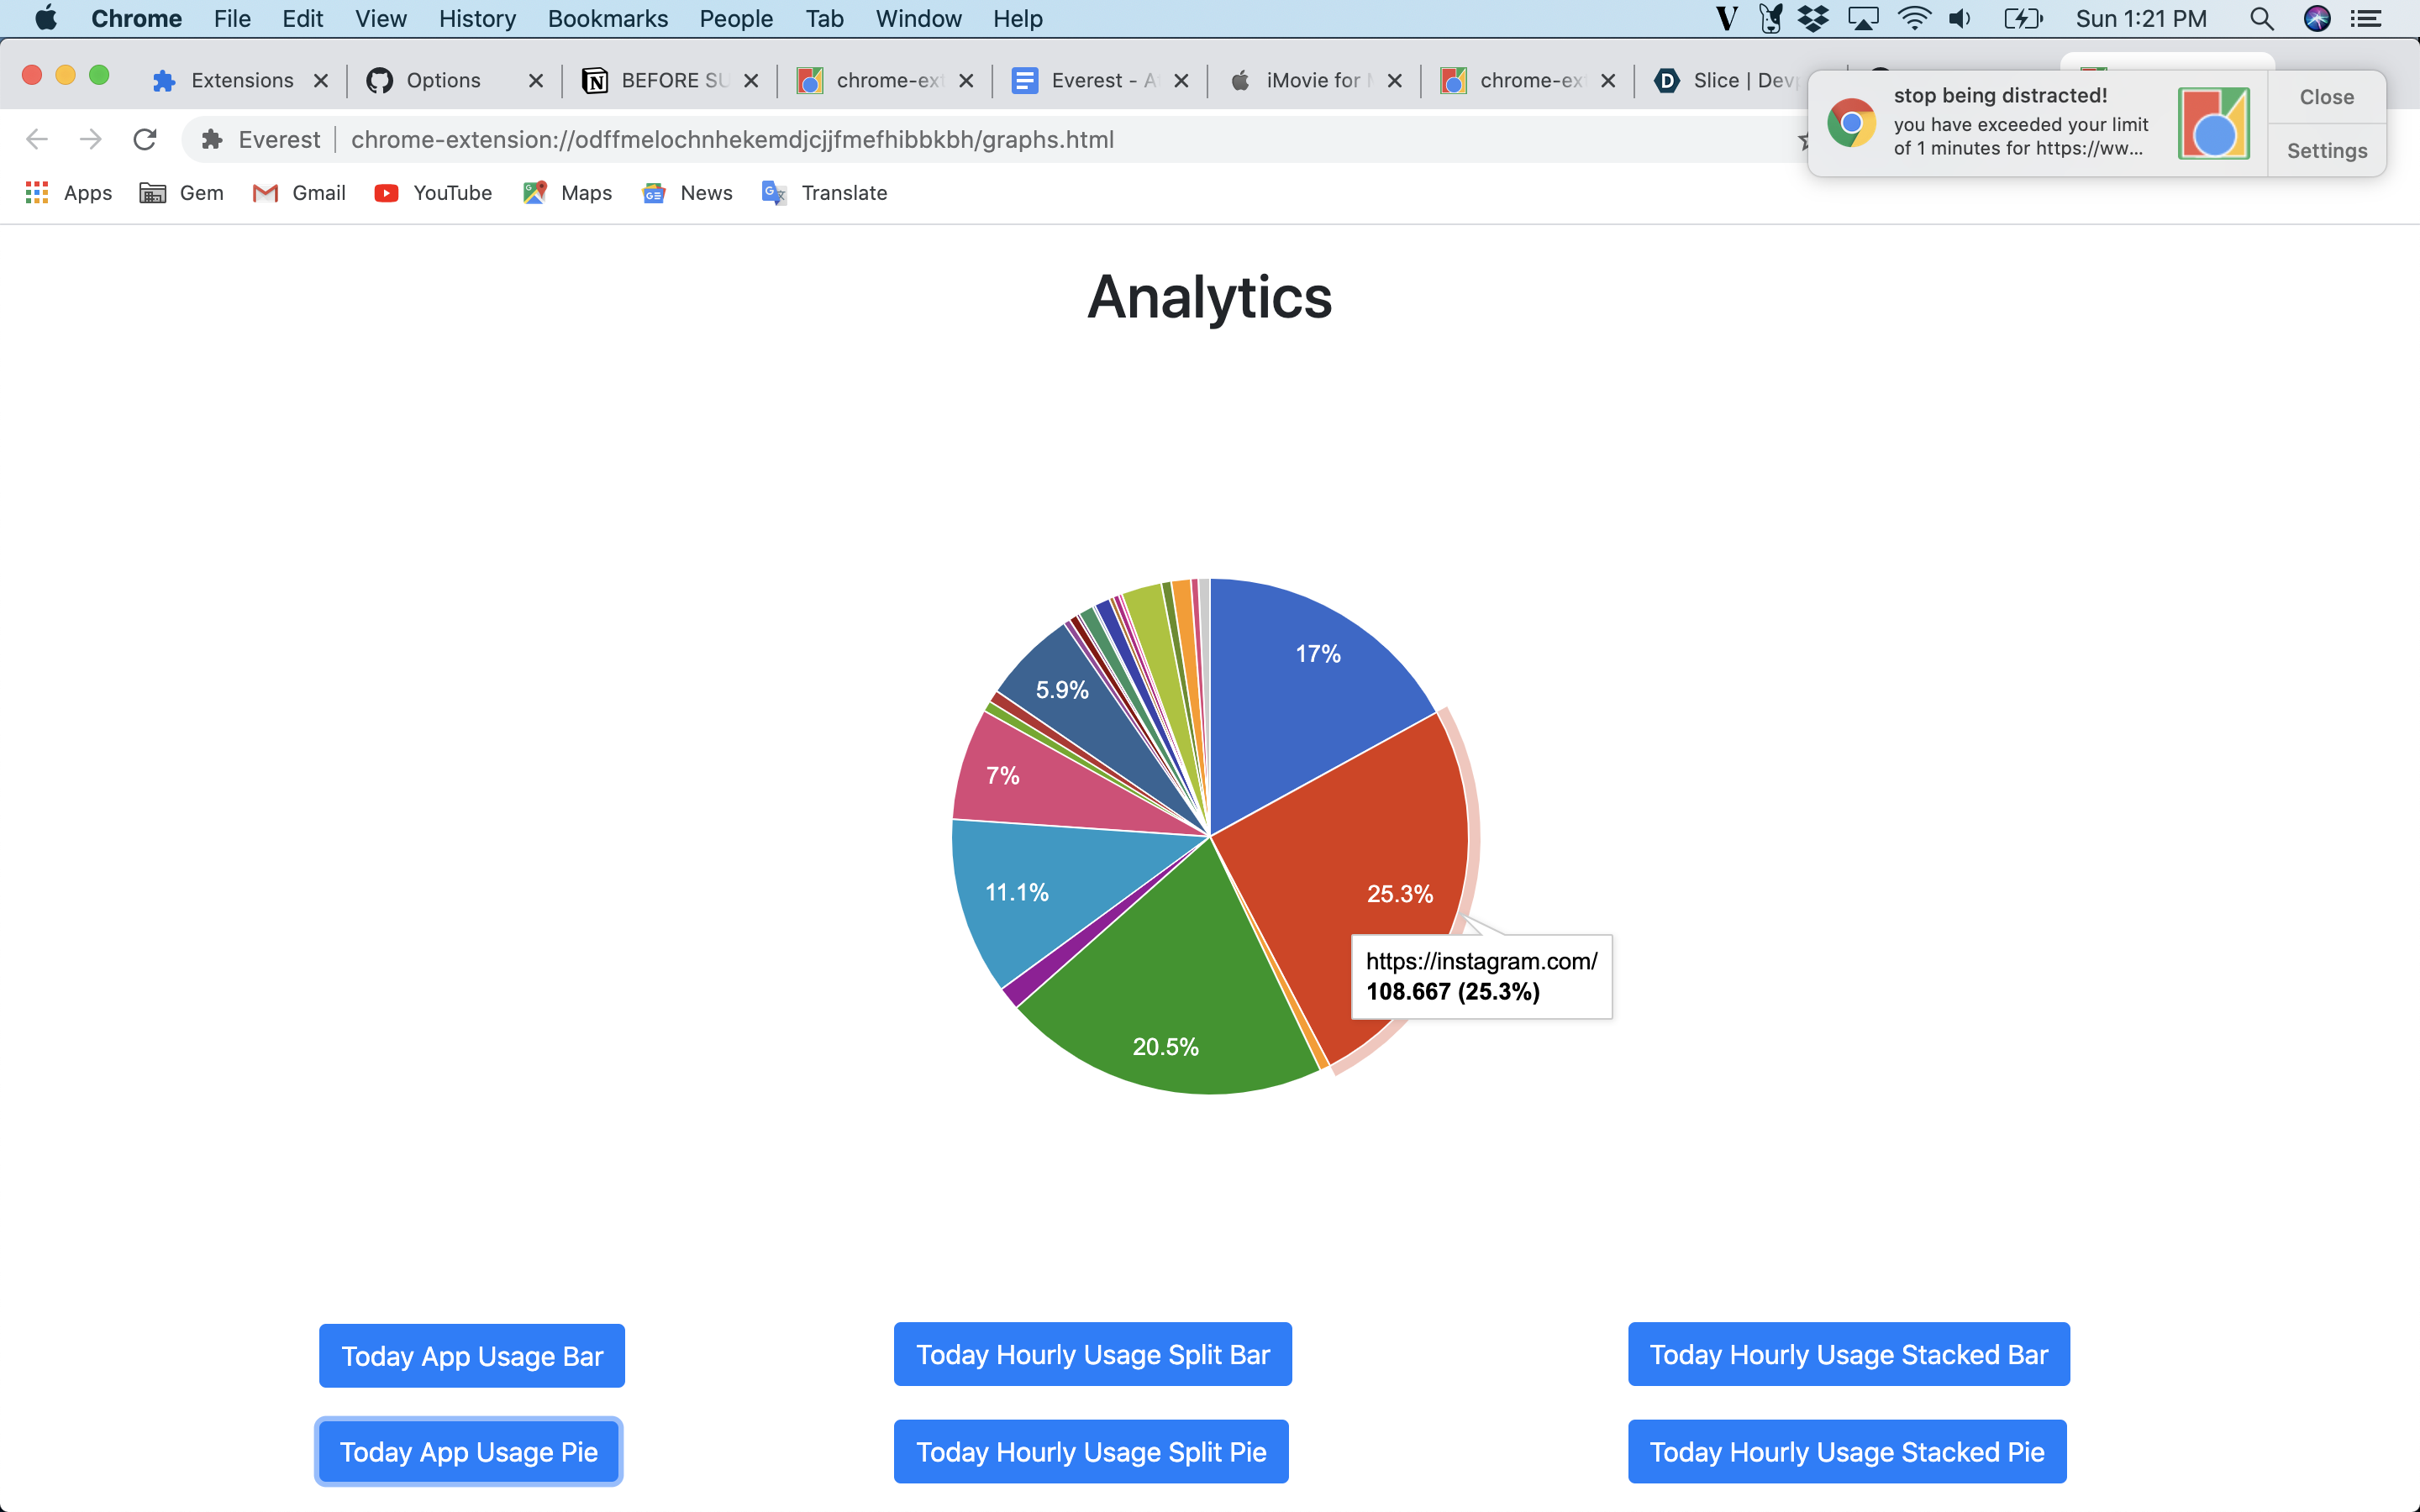 Chrome File Edit View History Bookmarks People Tab Window Help
Sun 1:21 PM
Extensions
Options
BEFORE SU
chrome-ext
Everest - A
iMovie for M
chrome-ex
Slice | Devp
Everest
chrome-extension://odffmelochnhekemdjcjjfmefhibbkbh/graphs.html
stop being distracted!
you have exceeded your limit
of 1 minutes for https://ww...
Close
Settings
Apps Gem Gmail YouTube Maps News Translate
Analytics
17%
5.9%
7%
25.3%
11.1%
https://instagram.com/
108.667 (25.3%)
20.5%
Today App Usage Bar
Today Hourly Usage Split Bar
Today Hourly Usage Stacked Bar
Today App Usage Pie
Today Hourly Usage Split Pie
Today Hourly Usage Stacked Pie